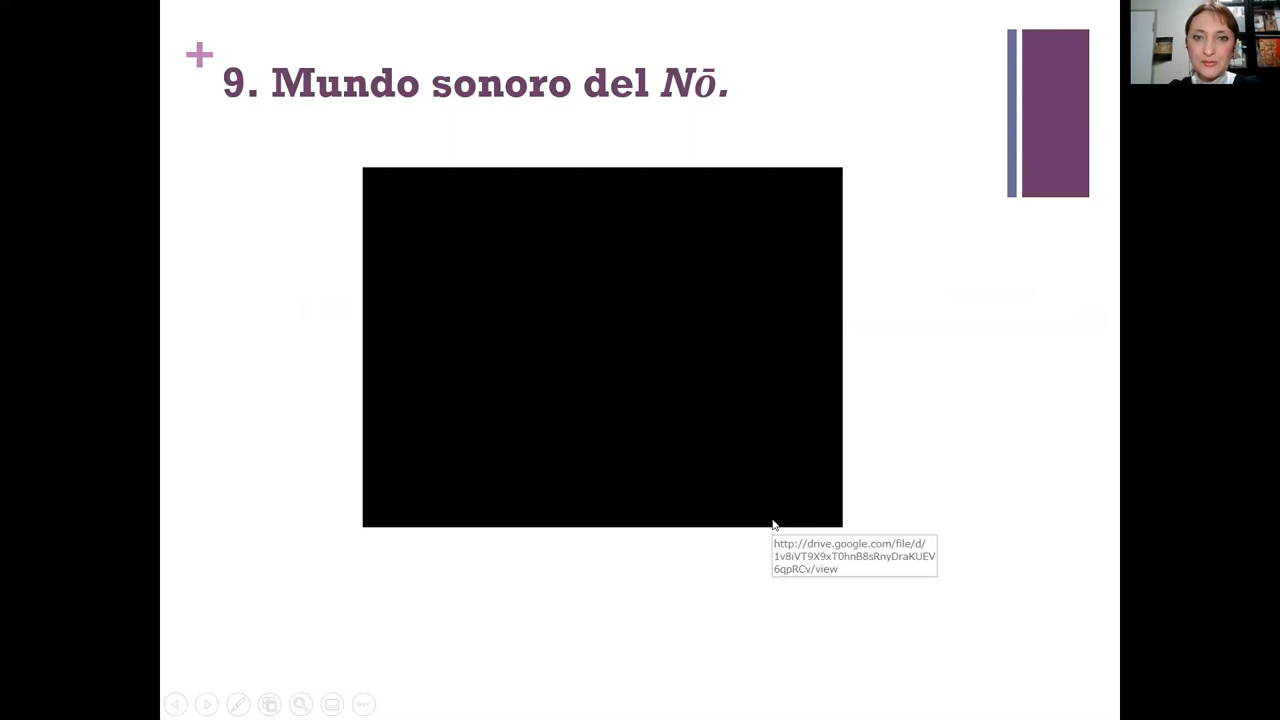 9. Mundo sonoro del Nō.
http://drive.google.com/file/d/
1v8iVT9X9xT0hnB8sRnyDraKUEV
6qpRCv/view